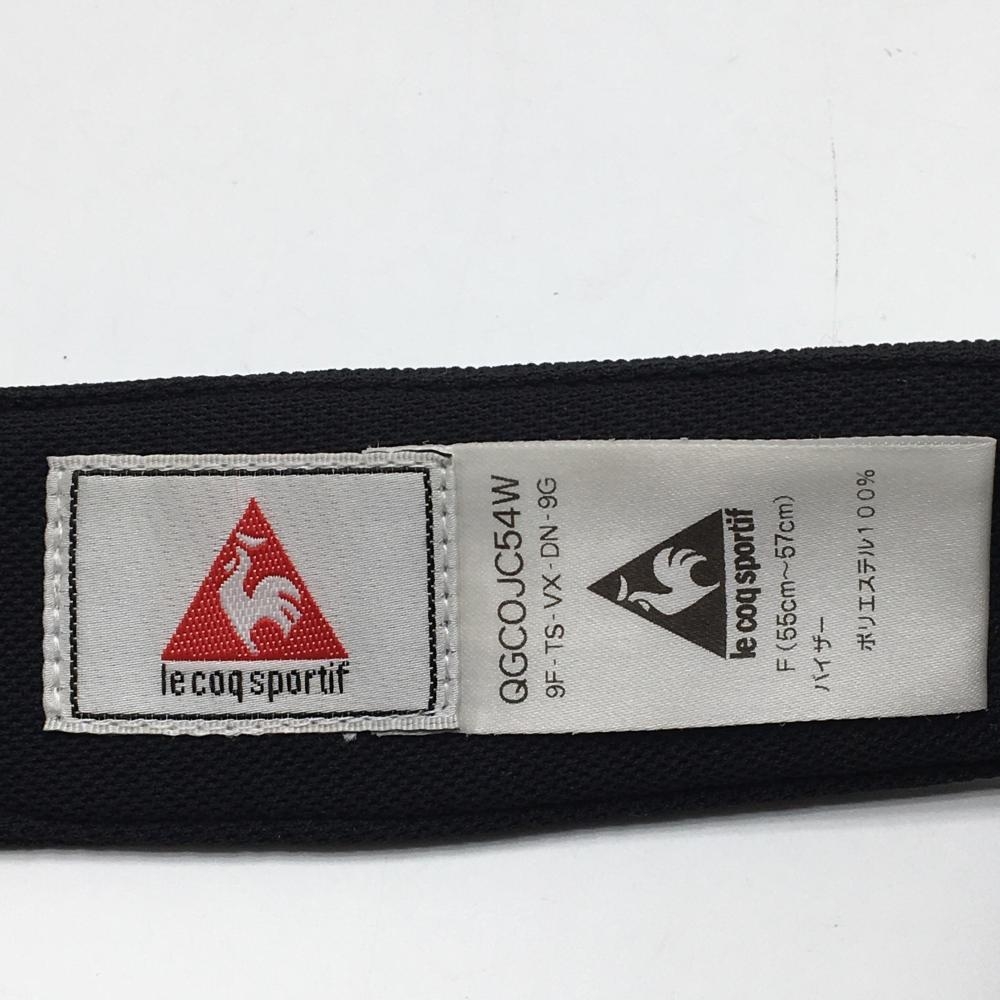 le coq sportif
QGCOJC54W
9F-TS-VX-DN-9G
le coq sportif
F(55cm～57cm)
バイザー
ポリエステル100%